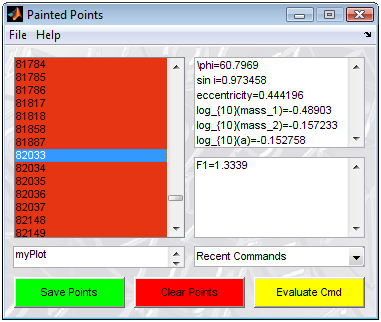 Painted Points
File Help
81784
81785
81786
81817
81818
81858
81887
82033
82034
82035
82036
82037
82148
82149
\phi=60.7969
sin i=0.973458
eccentricity=0.444196
log_{10}(mass_1)=-0.48903
log_{10}(mass_2)=-0.157233
log_{10}(a)=-0.152758
F1=1.3339
myPlot
Recent Commands
Save Points
Clear Points
Evaluate Cmd